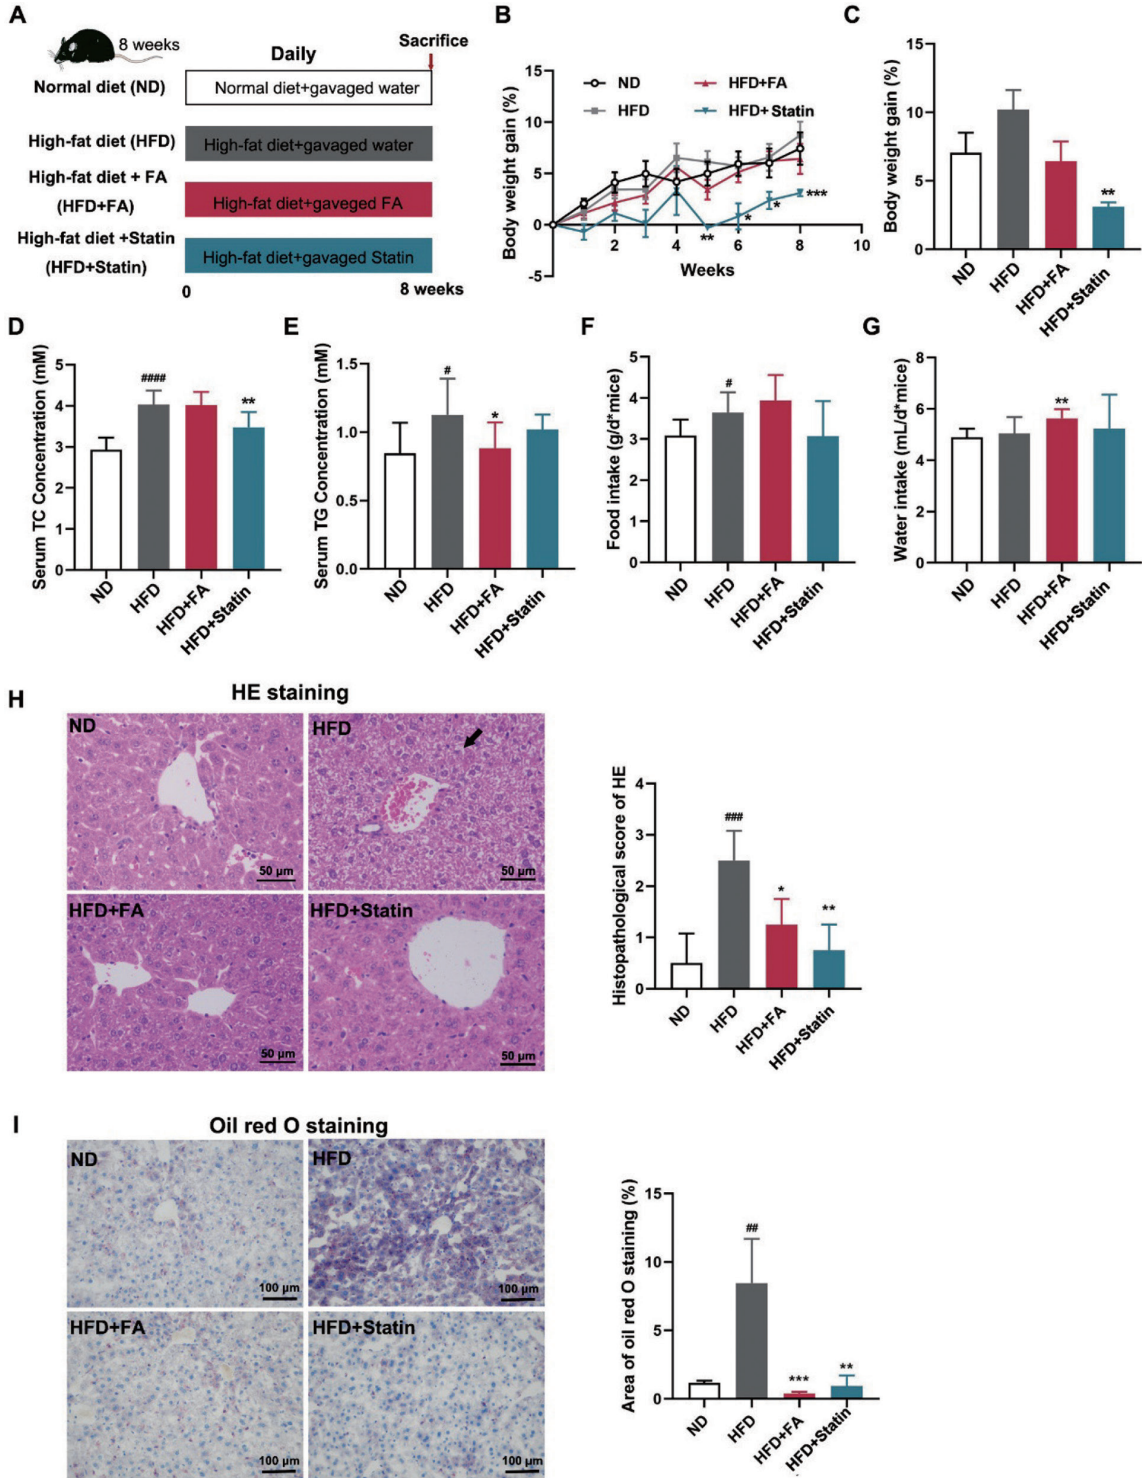 A
8 weeks
Daily
Sacrifice
Normal diet (ND)
Normal diet+gavaged water
High-fat diet (HFD)
High-fat diet+gavaged water
High-fat diet + FA
(HFD+FA)
High-fat diet+gaveged FA
High-fat diet +Statin
(HFD+Statin)
High-fat diet+gavaged Statin
0
8 weeks
B
Body weight gain (%)
15
10
5
0
-5
ND
HFD
HFD+FA
HFD+Statin
**
*
*
***
2
4
6
8
10
Weeks
C
Body weight gain (%)
15
10
5
0
**
ND
HFD
HFD+FA
HFD+Statin
D
Serum TC Concentration (mM)
5
4
3
2
1
0
####
**
ND
HFD
HFD+FA
HFD+Statin
E
Serum TG Concentration (mM)
1.5
1.0
0.5
0.0
#
*
ND
HFD
HFD+FA
HFD+Statin
F
Food intake (g/d*mice)
5
4
3
2
1
0
#
ND
HFD
HFD+FA
HFD+Statin
G
Water intake (mL/d*mice)
8
6
4
2
0
**
ND
HFD
HFD+FA
HFD+Statin
H
HE staining
ND
50 µm
HFD
50 µm
HFD+FA
50 µm
HFD+Statin
50 µm
Histopathological score of HE
4
3
2
1
0
###
*
**
ND
HFD
HFD+FA
HFD+Statin
I
Oil red O staining
ND
100 µm
HFD
100 µm
HFD+FA
100 µm
HFD+Statin
100 µm
Area of oil red O staining (%)
15
10
5
0
##
***
**
ND
HFD
HFD+FA
HFD+Statin